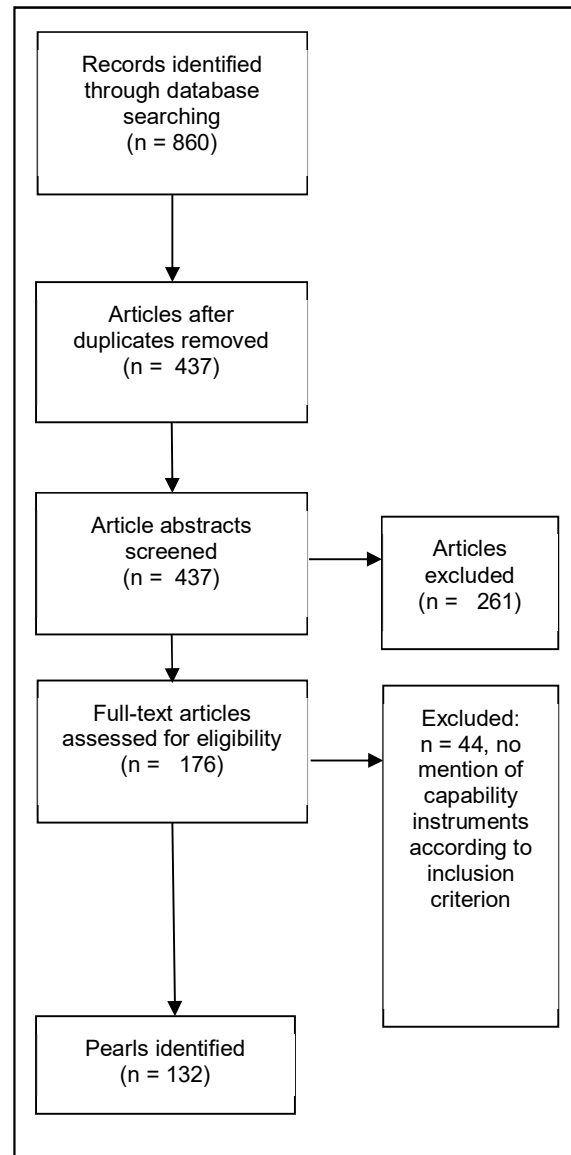 Records identified
through database
searching
(n = 860)
Articles after
duplicates removed
(n = 437)
Article abstracts
screened
(n = 437)
Articles
excluded
(n = 261)
Full-text articles
assessed for eligibility
(n = 176)
Excluded:
n = 44, no
mention of
capability
instruments
according to
inclusion
criterion
Pearls identified
(n = 132)